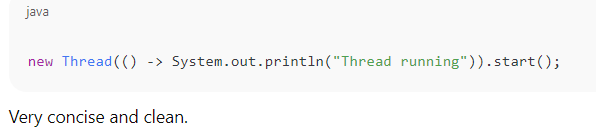 java
new Thread(() -> System.out.println("Thread running")).start();
Very concise and clean.